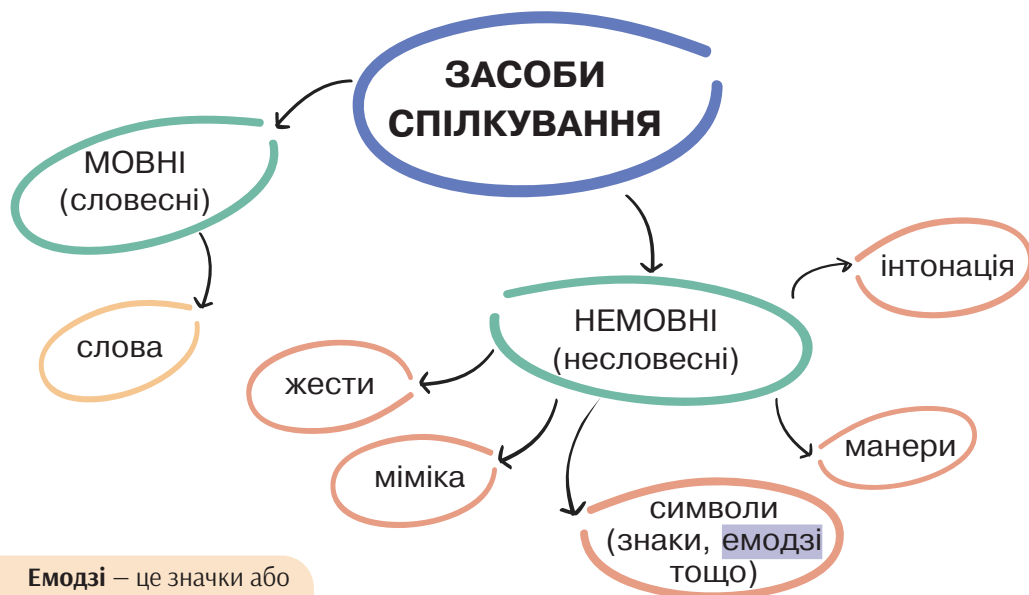 ЗАСОБИ
СПІЛКУВАННЯ
МОВНІ
(словесні)
слова
НЕМОВНІ
(несловесні)
інтонація
жести
міміка
манери
символи
(знаки, емодзі
тощо)
Емодзі – це значки або